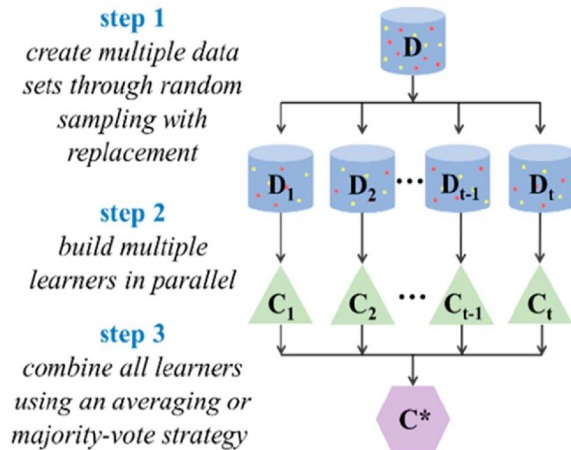 step 1
create multiple data
sets through random
sampling with
replacement
step 2
build multiple
learners in parallel
step 3
combine all learners
using an averaging or
majority-vote strategy
D
D1 D2 ... Dt-1 Dt
C1 C2 ... Ct-1 Ct
C*